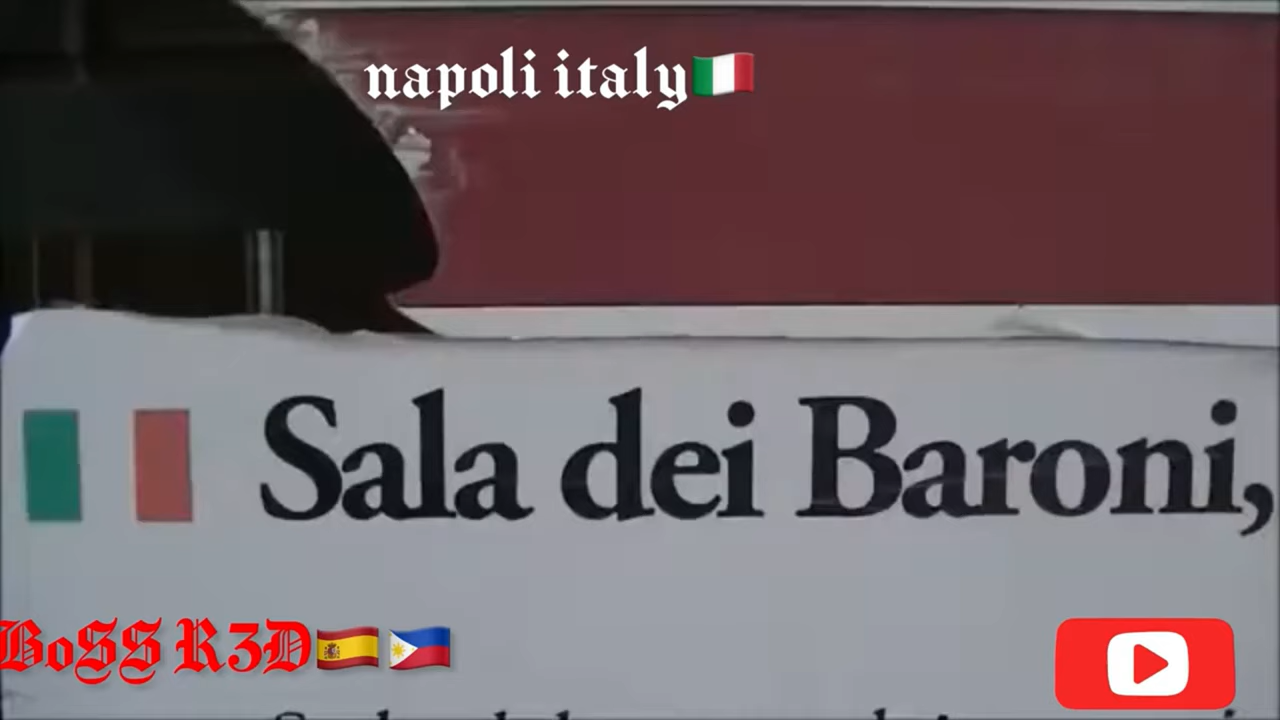 napoli italy🇮🇹
Sala dei Baroni,
BoSS R3D🇪🇸🇵🇭